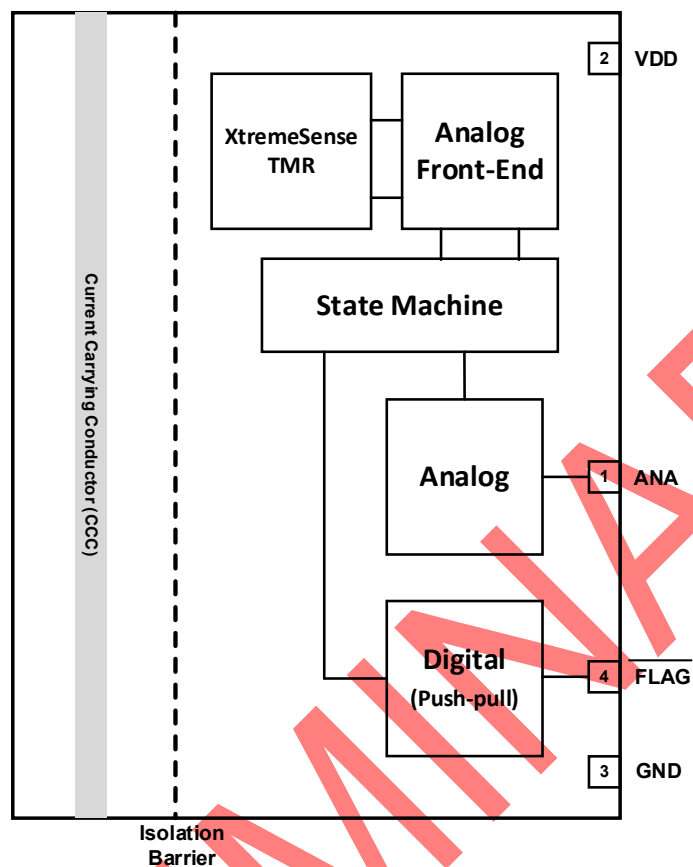 2 VDD
XtremeSense
TMR
Analog
Front-End
State Machine
Current Carrying Conductor (CCC)
Analog
1 ANA
Digital
(Push-pull)
4 FLAG
3 GND
Isolation
Barrier